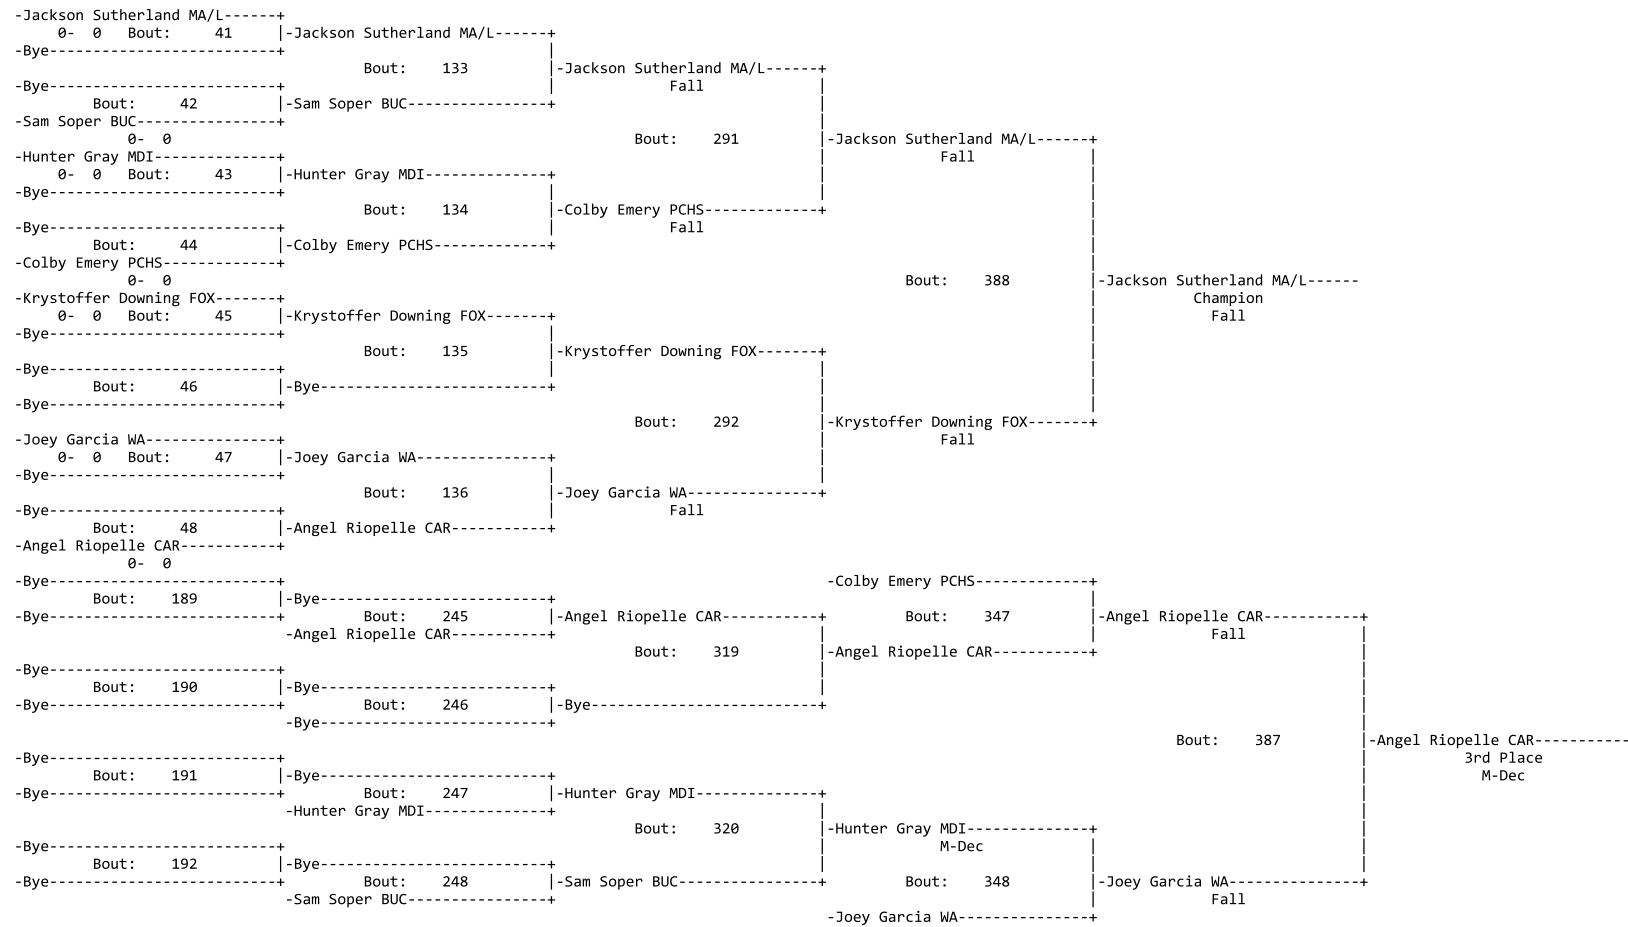 -Jackson Sutherland MA/L------+
0-  0   Bout:     41     |-Jackson Sutherland MA/L------+
-Bye--------------------------+                              |
Bout:    133         |-Jackson Sutherland MA/L------+
-Bye--------------------------+                              |             Fall             |
Bout:     42         |-Sam Soper BUC----------------+                              |
-Sam Soper BUC----------------+                                                             |
0-  0                                                     Bout:    291         |-Jackson Sutherland MA/L------+
-Hunter Gray MDI--------------+                                                             |             Fall             |
0-  0   Bout:     43     |-Hunter Gray MDI--------------+                              |                              |
-Bye--------------------------+                              |                              |                              |
Bout:    134         |-Colby Emery PCHS-------------+                              |
-Bye--------------------------+                              |             Fall                                            |
Bout:     44         |-Colby Emery PCHS-------------+                                                             |
-Colby Emery PCHS-------------+                                                                                            |
0-  0                                                                                    Bout:    388         |-Jackson Sutherland MA/L------
-Krystoffer Downing FOX-------+                                                                                            |           Champion
0-  0   Bout:     45     |-Krystoffer Downing FOX-------+                                                             |             Fall
-Bye--------------------------+                              |                                                             |
Bout:    135         |-Krystoffer Downing FOX-------+                              |
-Bye--------------------------+                              |                              |                              |
Bout:     46         |-Bye--------------------------+                              |                              |
-Bye--------------------------+                                                             |                              |
Bout:    292         |-Krystoffer Downing FOX-------+
-Joey Garcia WA---------------+                                                             |             Fall
0-  0   Bout:     47     |-Joey Garcia WA---------------+                              |
-Bye--------------------------+                              |                              |
Bout:    136         |-Joey Garcia WA---------------+
-Bye--------------------------+                              |             Fall
Bout:     48         |-Angel Riopelle CAR-----------+
-Angel Riopelle CAR-----------+
0-  0
-Bye--------------------------+                                                              -Colby Emery PCHS-------------+
Bout:    189         |-Bye--------------------------+                                                             |
-Bye--------------------------+         Bout:    245         |-Angel Riopelle CAR-----------+         Bout:    347         |-Angel Riopelle CAR-----------+
-Angel Riopelle CAR-----------+                              |                              |             Fall             |
Bout:    319         |-Angel Riopelle CAR-----------+                              |
-Bye--------------------------+                                                             |                                                             |
Bout:    190         |-Bye--------------------------+                              |                                                             |
-Bye--------------------------+         Bout:    246         |-Bye--------------------------+                                                             |
-Bye--------------------------+                                                                                            |
Bout:    387         |-Angel Riopelle CAR-----------
-Bye--------------------------+                                                                                                                           |           3rd Place
Bout:    191         |-Bye--------------------------+                                                                                            |             M-Dec
-Bye--------------------------+         Bout:    247         |-Hunter Gray MDI--------------+                                                             |
-Hunter Gray MDI--------------+                              |                                                             |
Bout:    320         |-Hunter Gray MDI--------------+                              |
-Bye--------------------------+                                                             |            M-Dec             |                              |
Bout:    192         |-Bye--------------------------+                              |                              |                              |
-Bye--------------------------+         Bout:    248         |-Sam Soper BUC----------------+         Bout:    348         |-Joey Garcia WA---------------+
-Sam Soper BUC----------------+                                                             |             Fall
-Joey Garcia WA---------------+